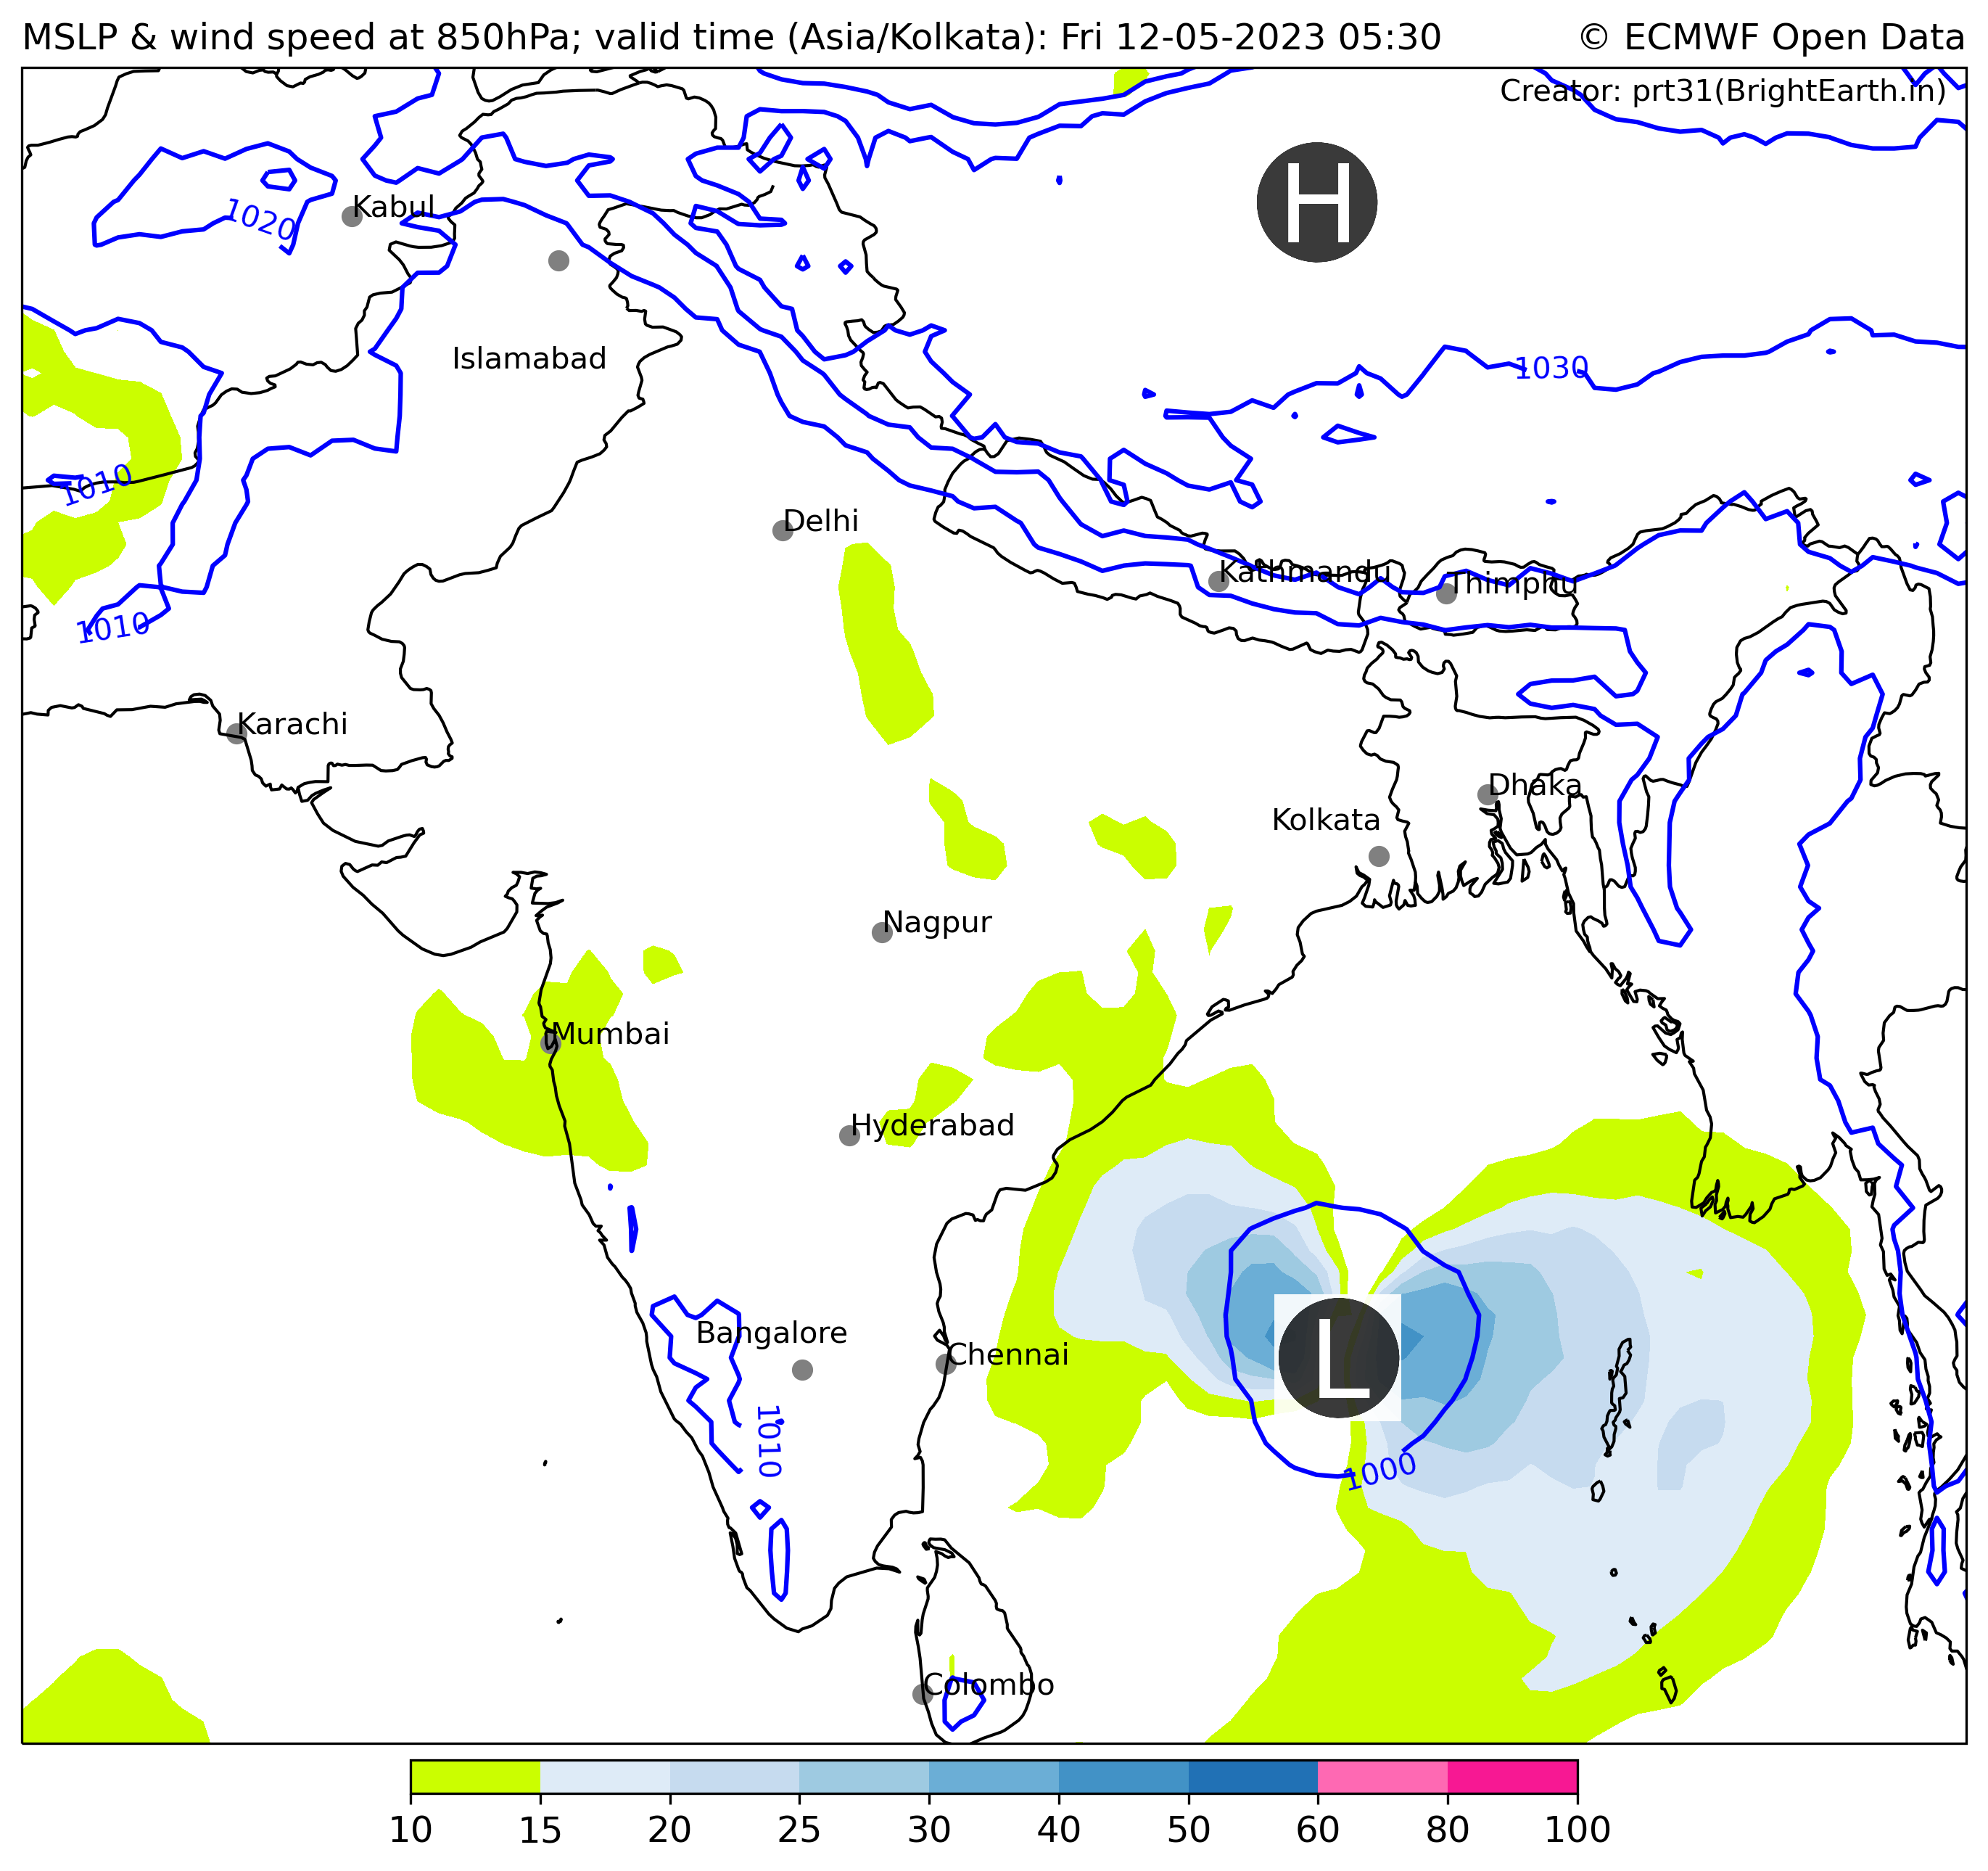 MSLP & wind speed at 850hPa; valid time (Asia/Kolkata): Fri 12-05-2023 05:30
© ECMWF Open Data
Creator: prt31(BrightEarth.in)
H
Kabul
1020
Islamabad
1030
1010
Delhi
Kathmandu
Thimphu
1010
Karachi
Dhaka
Kolkata
Nagpur
Mumbai
Hyderabad
Bangalore
Chennai
L
1010
1000
Colombo
10 15 20 25 30 40 50 60 80 100